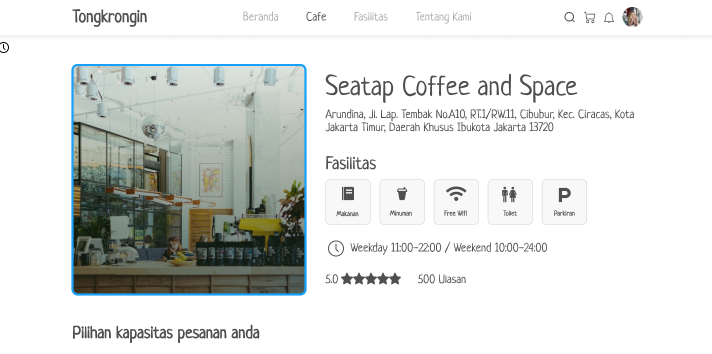 Tongkrongin
Beranda
Cafe
Fasilitas
Tentang Kami
Seatap Coffee and Space
Arundina, Jl. Lap. Tembak No.A10, RT.1/RW.11, Cibubur, Kec. Ciracas, Kota
Jakarta Timur, Daerah Khusus Ibukota Jakarta 13720
Fasilitas
Makanan
Minuman
Free Wifi
Toilet
P
Parkiran
Weekday 11:00-22:00 / Weekend 10:00-24:00
5.0
500 Ulasan
Pilihan kapasitas pesanan anda